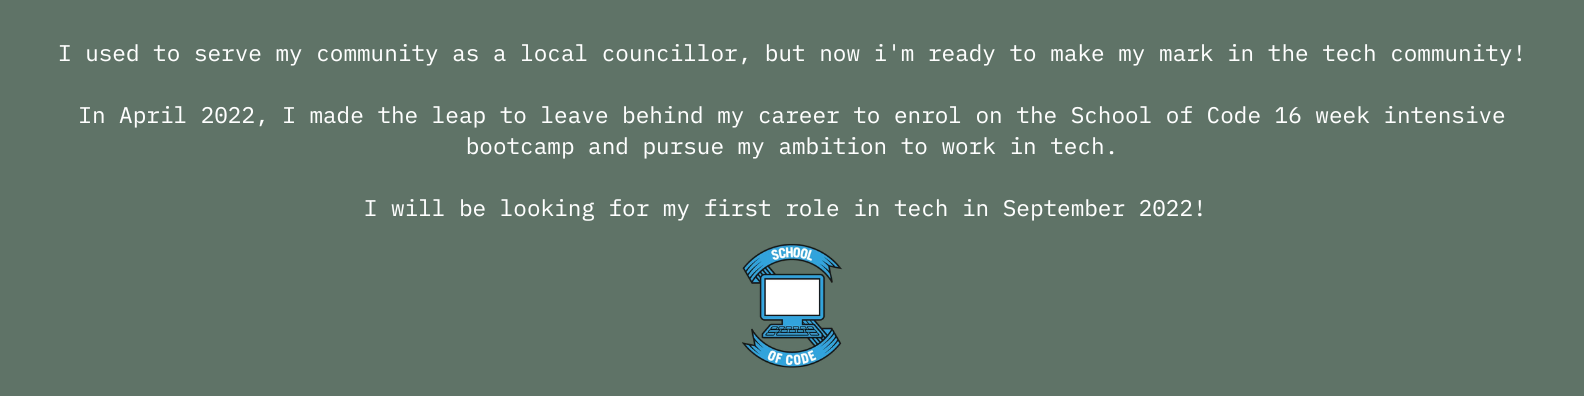 I used to serve my community as a local councillor, but now i'm ready to make my mark in the tech community!
In April 2022, I made the leap to leave behind my career to enrol on the School of Code 16 week intensive
bootcamp and pursue my ambition to work in tech.
I will be looking for my first role in tech in September 2022!
SCHOOL
OF CODE